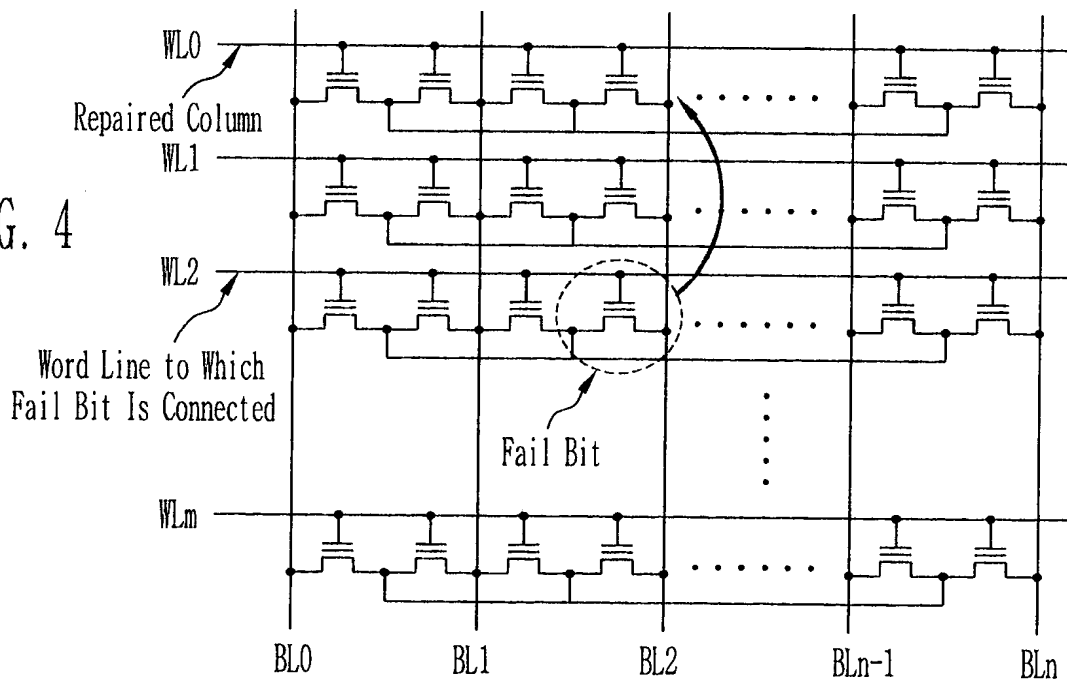 WL0
Repaired Column
WL1
G. 4
WL2
Word Line to Which
Fail Bit Is Connected
Fail Bit
WLm
BL0 BL1 BL2 BLn-1 BLn